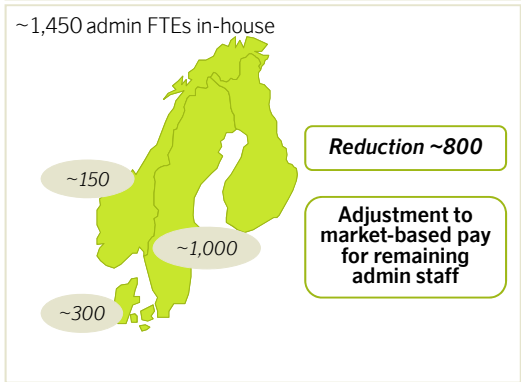 ~1,450 admin FTEs in-house
Reduction ~800
~150
Adjustment to
market-based pay
for remaining
admin staff
~1,000
~300